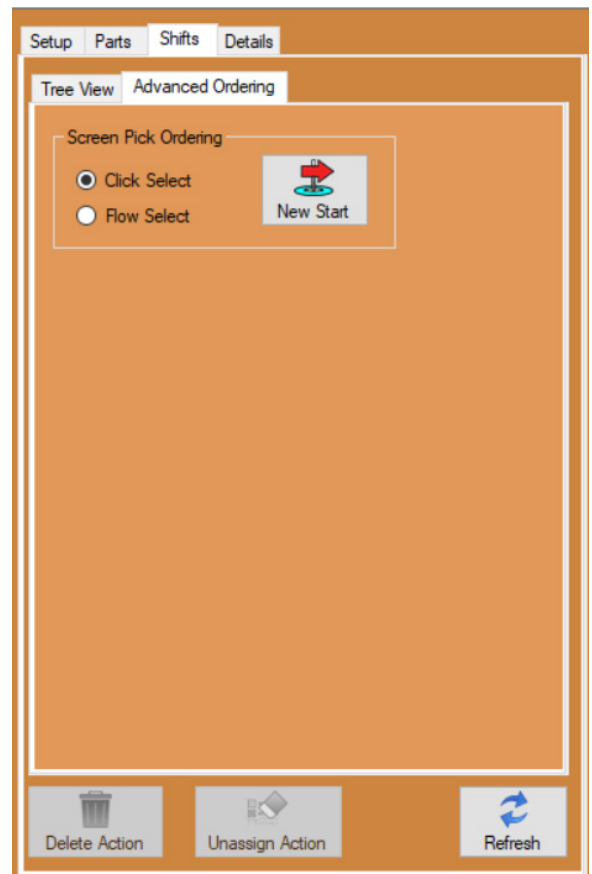 Setup Parts Shifts Details
Tree View Advanced Ordering
Screen Pick Ordering
Click Select
Flow Select
New Start
Delete Action Unassign Action Refresh